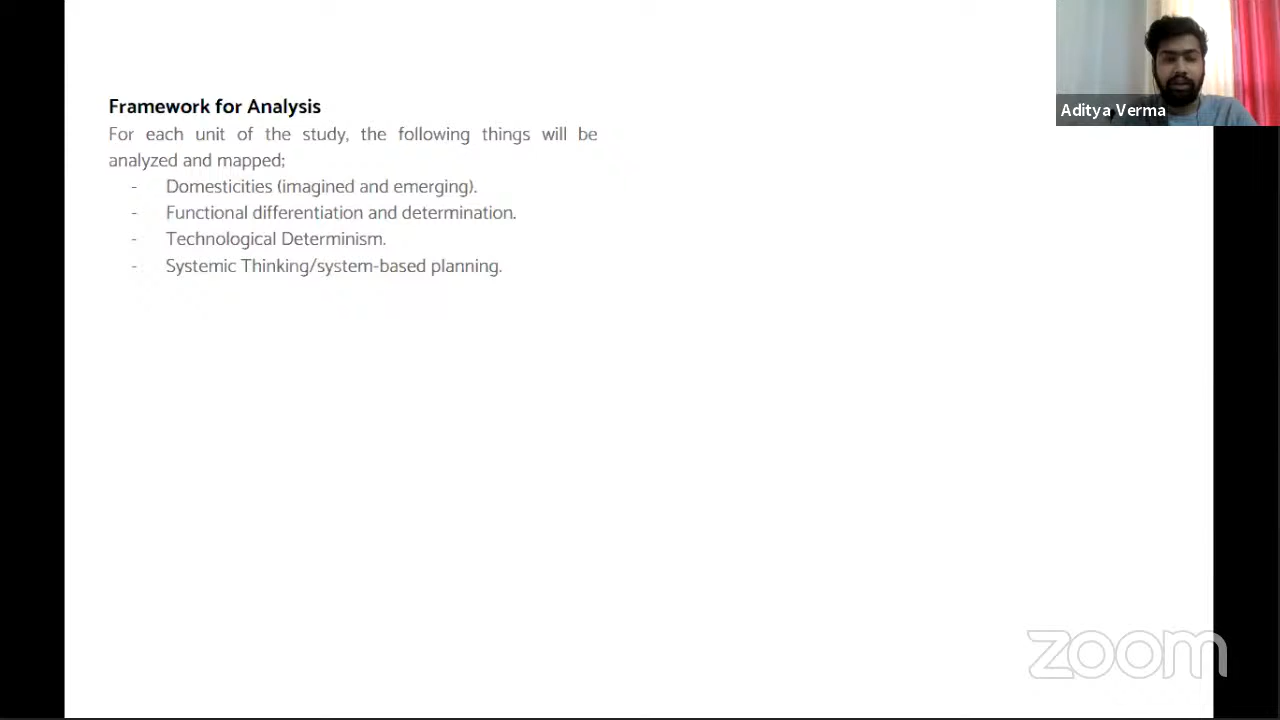 Framework for Analysis
For each unit of the study, the following things will be
analyzed and mapped;
- Domesticities (imagined and emerging).
- Functional differentiation and determination.
- Technological Determinism.
- Systemic Thinking/system-based planning.
Aditya Verma
zoom